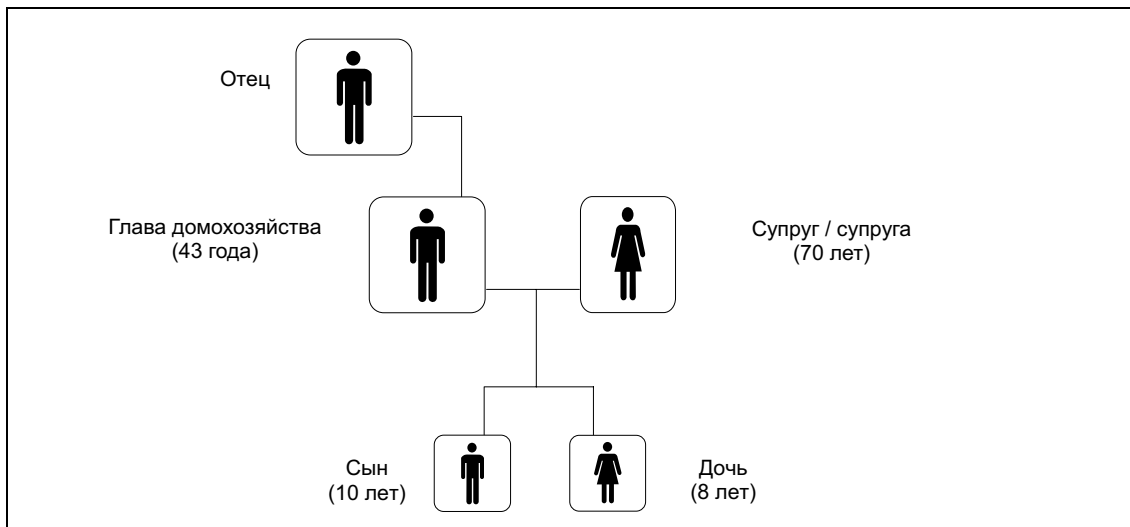 Отец
Глава домохозяйства
(43 года)
Супруг / супруга
(70 лет)
Сын
(10 лет)
Дочь
(8 лет)